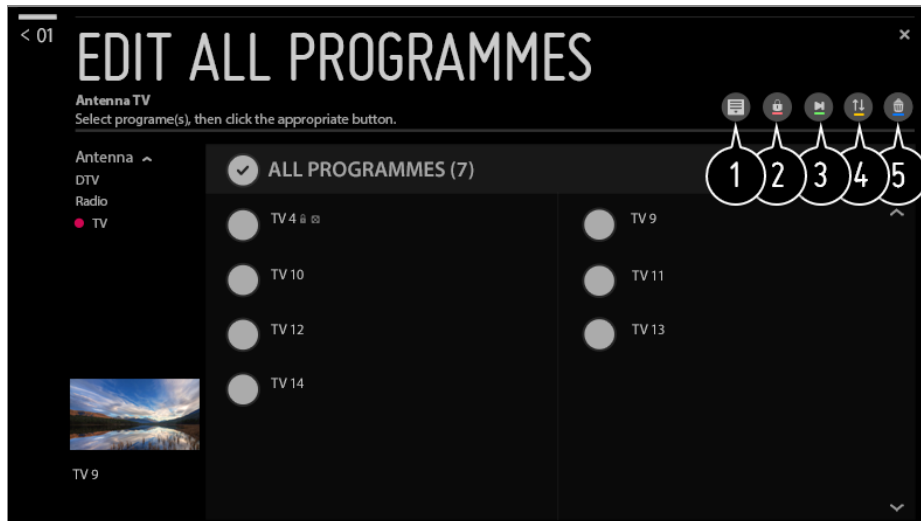 < 01
EDIT ALL PROGRAMMES
Antenna TV
Select programe(s), then click the appropriate button.
1 2 3 4 5
Antenna
DTV
Radio
TV
ALL PROGRAMMES (7)
TV 4
TV 9
TV 10
TV 11
TV 12
TV 13
TV 14
TV 9